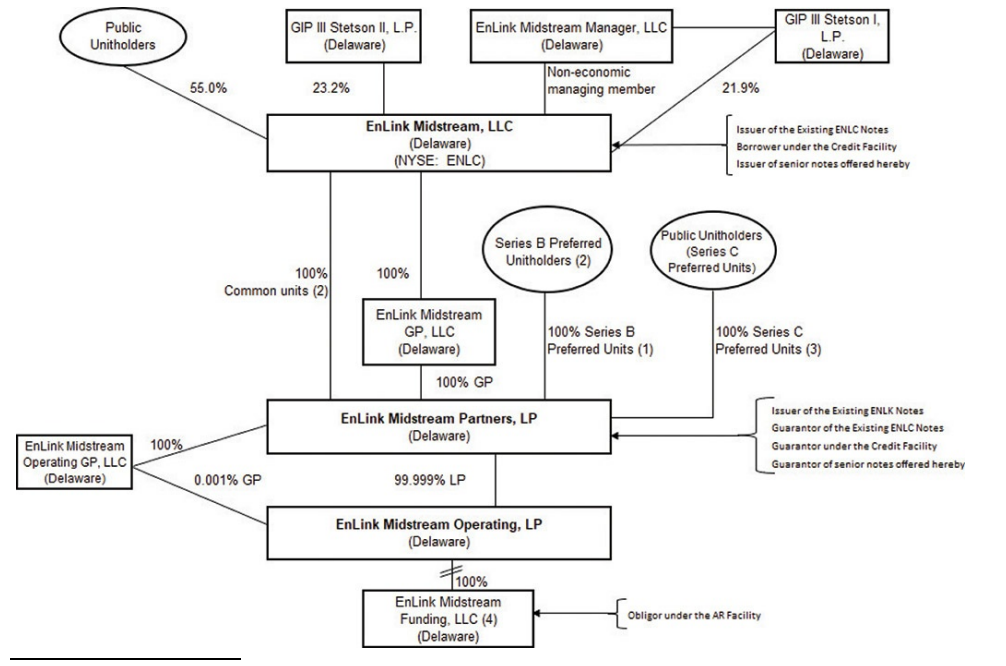 Public
Unitholders
GIP III Stetson II, L.P.
(Delaware)
EnLink Midstream Manager, LLC
(Delaware)
GIP III Stetson I,
L.P.
(Delaware)
55.0%
23.2%
Non-economic
managing member
21.9%
EnLink Midstream, LLC
(Delaware)
(NYSE: ENLC)
Issuer of the Existing ENLC Notes
Borrower under the Credit Facility
Issuer of senior notes offered hereby
Series B Preferred
Unitholders (2)
Public Unitholders
(Series C
Preferred Units)
100%
Common units (2)
100%
EnLink Midstream
GP, LLC
(Delaware)
100% Series B
Preferred Units (1)
100% Series C
Preferred Units (3)
100% GP
EnLink Midstream Partners, LP
(Delaware)
Issuer of the Existing ENLK Notes
Guarantor of the Existing ENLC Notes
Guarantor under the Credit Facility
Guarantor of senior notes offered hereby
EnLink Midstream
Operating GP, LLC
(Delaware)
100%
0.001% GP
99.999% LP
EnLink Midstream Operating, LP
(Delaware)
100%
EnLink Midstream
Funding, LLC (4)
(Delaware)
Obligor under the AR Facility